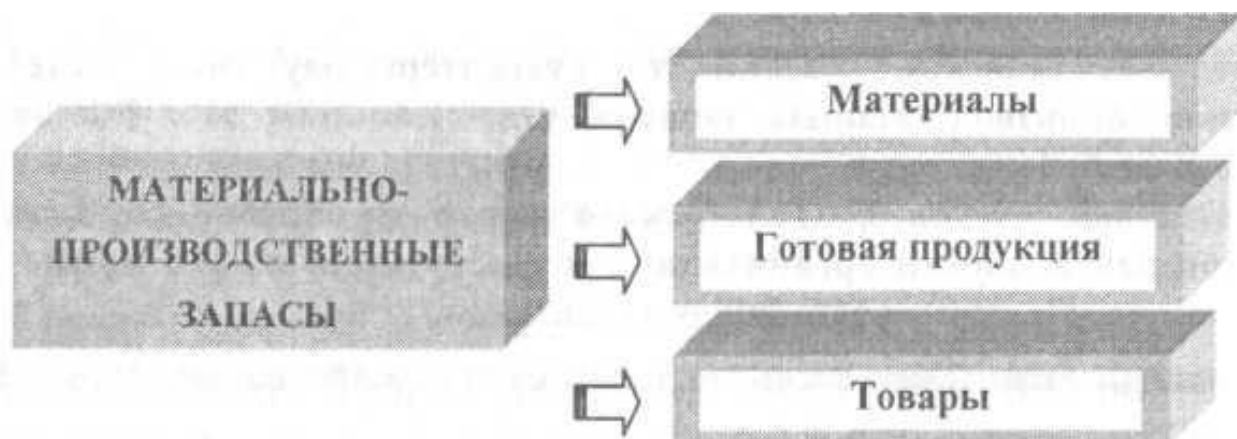 МАТЕРИАЛЬНО-
ПРОИЗВОДСТВЕННЫЕ
ЗАПАСЫ
Материалы
Готовая продукция
Товары